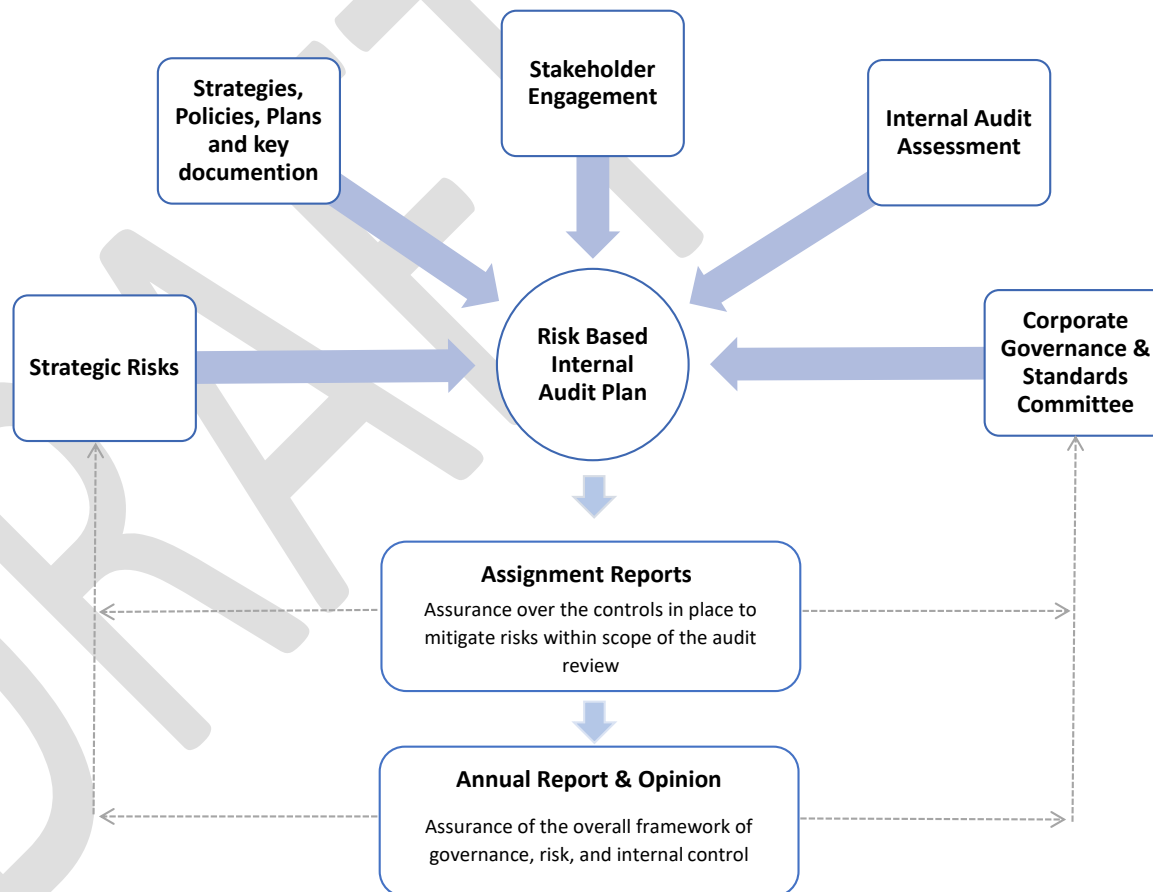 Stakeholder
Engagement
Strategies,
Policies, Plans
and key
documention
Internal Audit
Assessment
Strategic Risks
Risk Based
Internal
Audit Plan
Corporate
Governance &
Standards
Committee
Assignment Reports
Assurance over the controls in place to
mitigate risks within scope of the audit
review
Annual Report & Opinion
Assurance of the overall framework of
governance, risk, and internal control
DRAFT